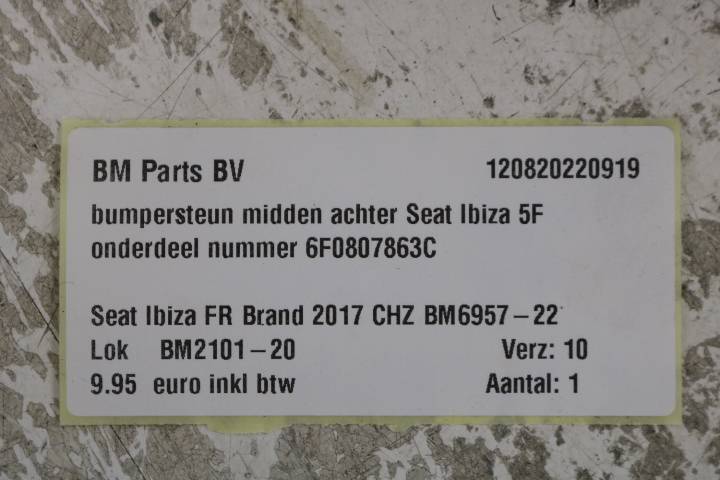 BM Parts BV 120820220919
bumpersteun midden achter Seat Ibiza 5F
onderdeel nummer 6F0807863C
Seat Ibiza FR Brand 2017 CHZ BM6957-22
Lok BM2101-20 Verz: 10
9.95 euro inkl btw Aantal: 1